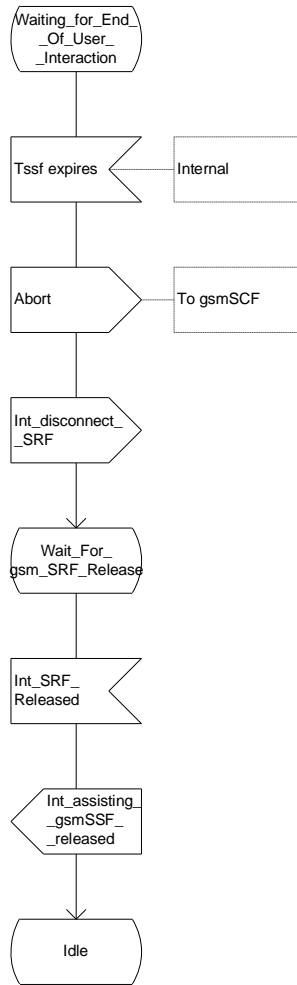 Waiting_for_End_
_Of_User_
_Interaction
Tssf expires
Internal
Abort
To gsmSCF
Int_disconnect_
_SRF
Wait_For_
gsm_SRF_Release
Int_SRF_
Released
Int_assisting_
_gsmSSF_
_released
Idle